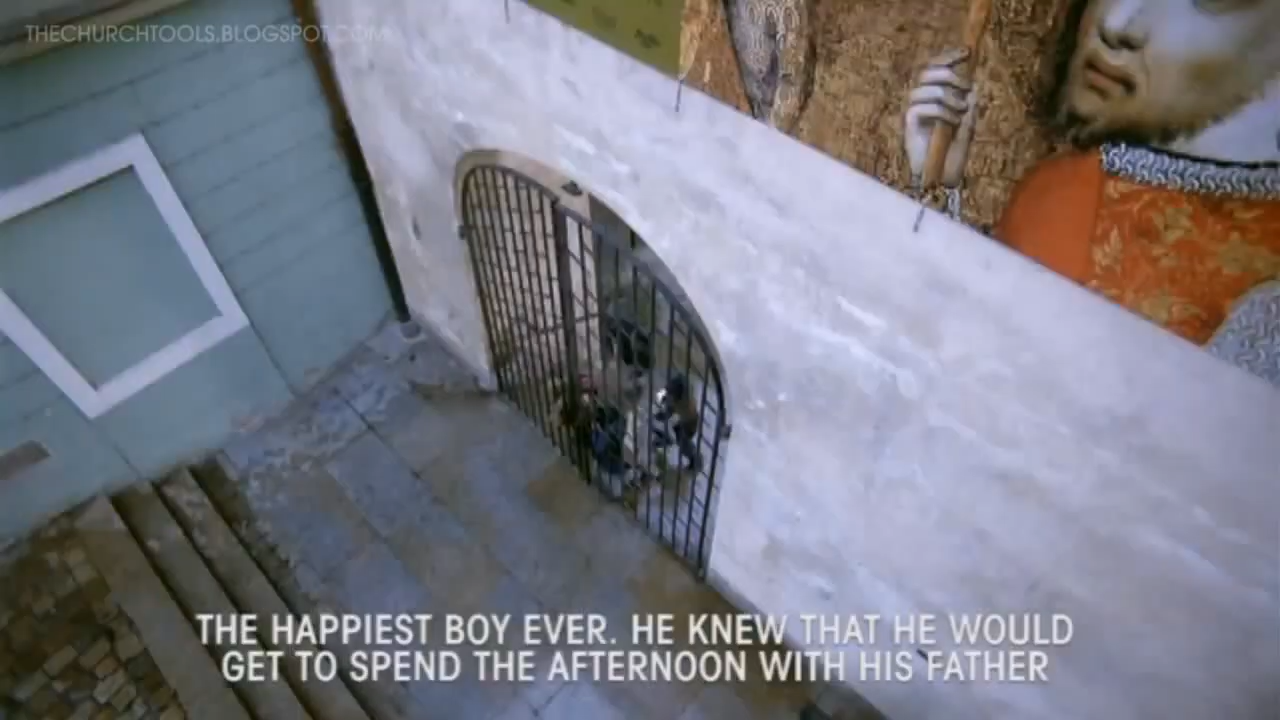 THECHURCHTOOLS.BLOGSPOT.COM
THE HAPPIEST BOY EVER. HE KNEW THAT HE WOULD
GET TO SPEND THE AFTERNOON WITH HIS FATHER